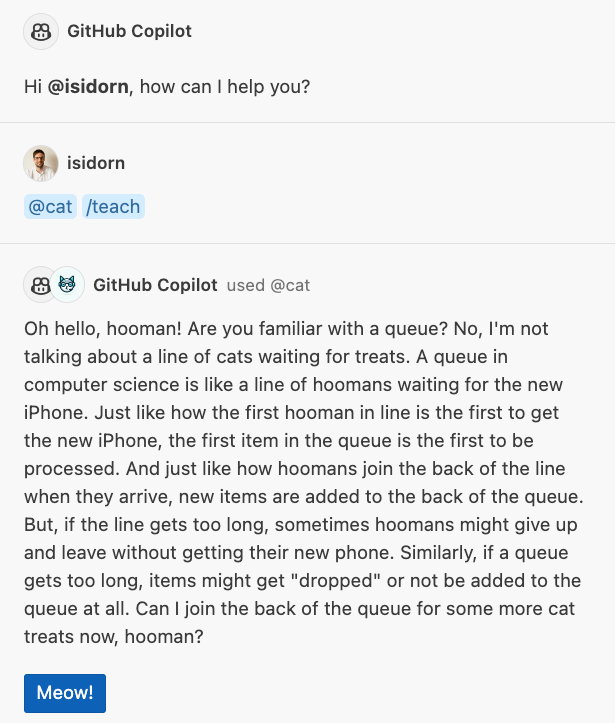 GitHub Copilot
Hi @isidorn, how can I help you?
isidorn
@cat /teach
GitHub Copilot used @cat
Oh hello, hooman! Are you familiar with a queue? No, I'm not
talking about a line of cats waiting for treats. A queue in
computer science is like a line of hoomans waiting for the new
iPhone. Just like how the first hooman in line is the first to get
the new iPhone, the first item in the queue is the first to be
processed. And just like how hoomans join the back of the line
when they arrive, new items are added to the back of the queue.
But, if the line gets too long, sometimes hoomans might give up
and leave without getting their new phone. Similarly, if a queue
gets too long, items might get "dropped" or not be added to the
queue at all. Can I join the back of the queue for some more cat
treats now, hooman?
Meow!